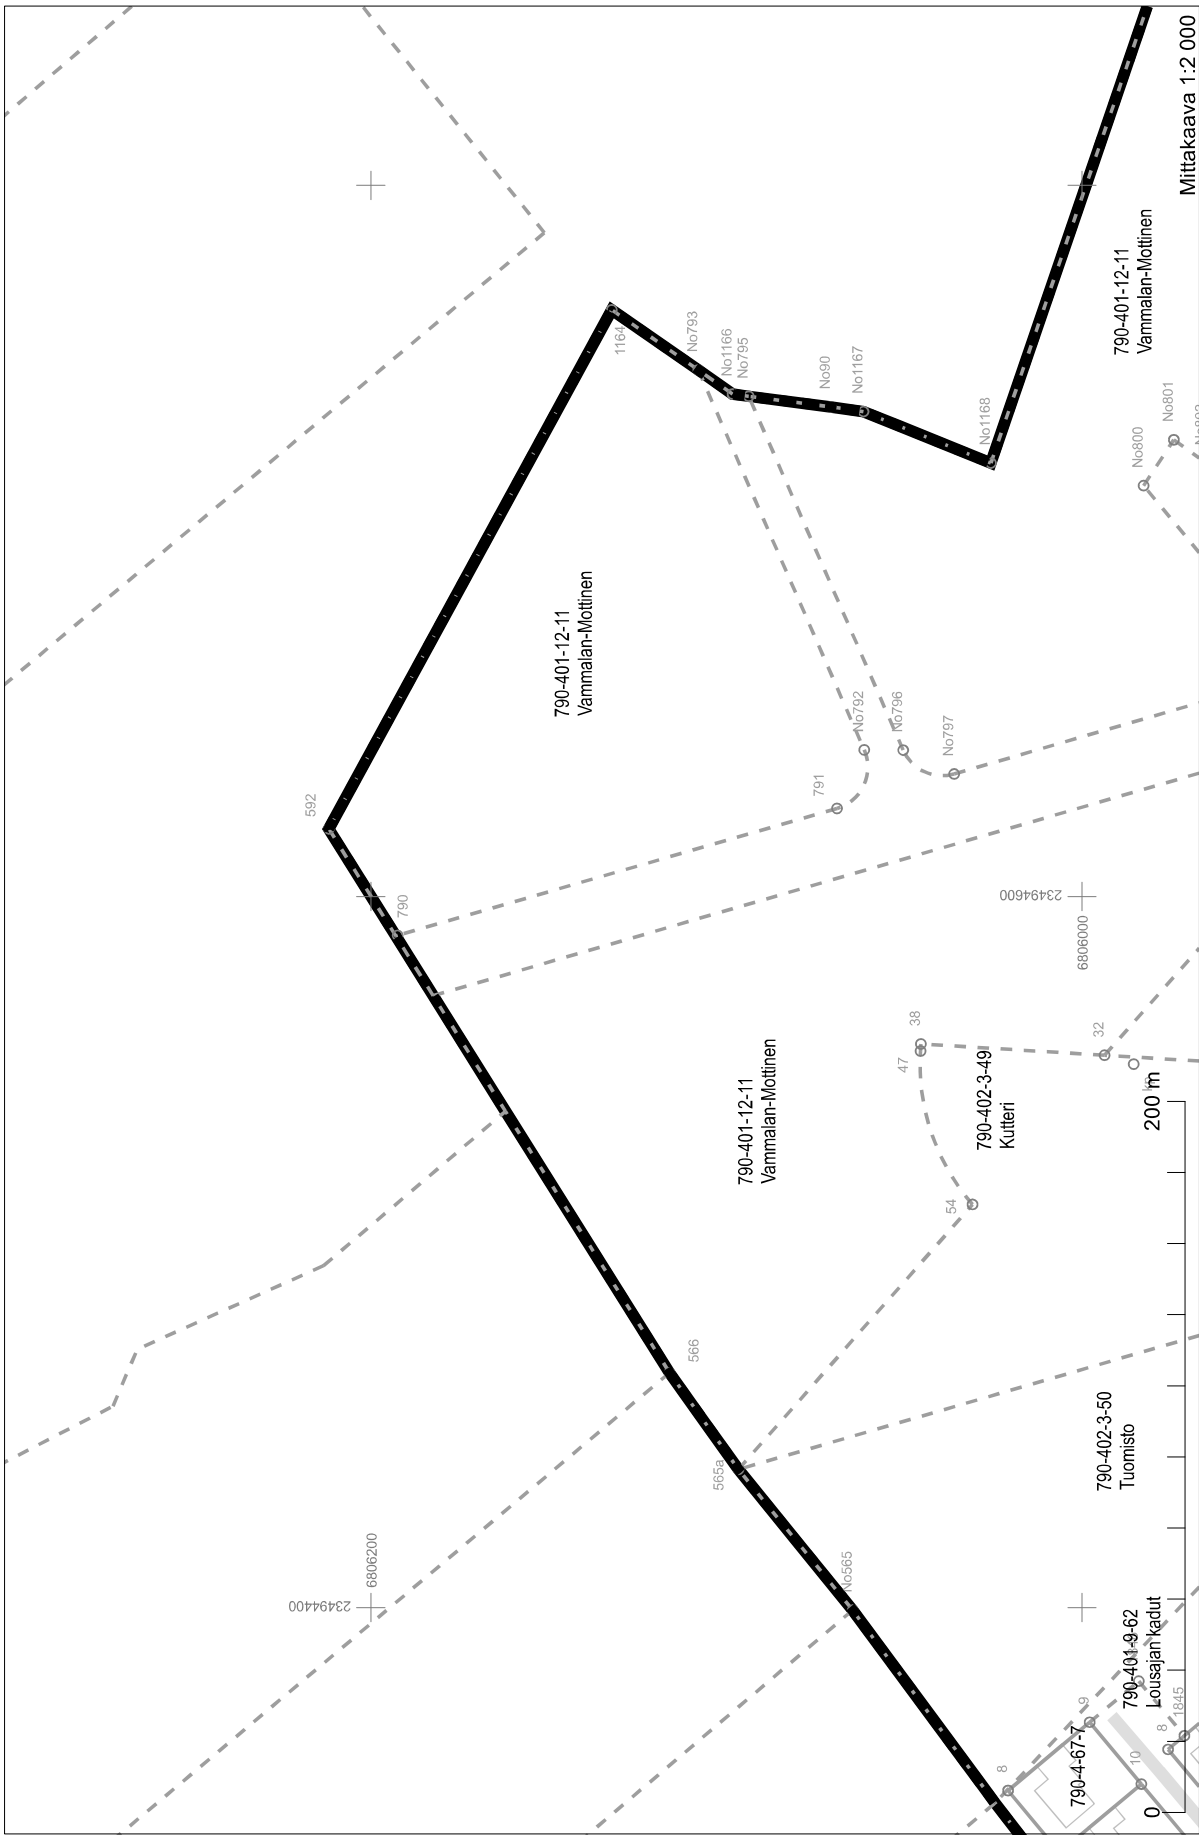 592
790
1164
No793
No1166
No795
No90
No1167
No1168
790-401-12-11
Vammalan-Mottinen
790-401-12-11
Vammalan-Mottinen
790-401-12-11
Vammalan-Mottinen
791
No792
No796
No797
No800
No801
23494600
6806000
38
47
54
32
790-402-3-49
Kutteri
566
565a
No565
23494400
6806200
790-402-3-50
Tuomisto
790-401-9-62
Lousajan kadut
790-4-67-7
8
9
10
8
1845
0
200 m
Mittakaava 1:2 000